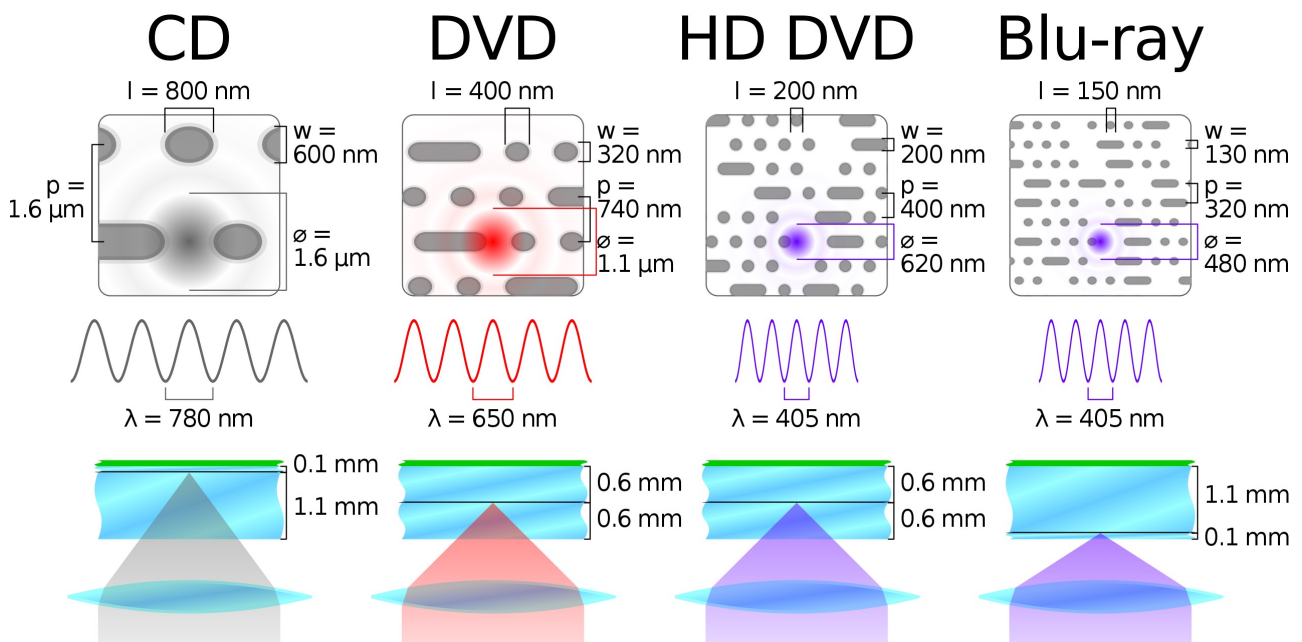 CD
l = 800 nm
w =
600 nm
p =
1.6 µm
ø =
1.6 µm
λ = 780 nm
0.1 mm
1.1 mm
DVD
l = 400 nm
w =
320 nm
p =
740 nm
ø =
1.1 µm
λ = 650 nm
0.6 mm
0.6 mm
HD DVD
l = 200 nm
w =
200 nm
p =
400 nm
ø =
620 nm
λ = 405 nm
0.6 mm
0.6 mm
Blu-ray
l = 150 nm
w =
130 nm
p =
320 nm
ø =
480 nm
λ = 405 nm
1.1 mm
0.1 mm